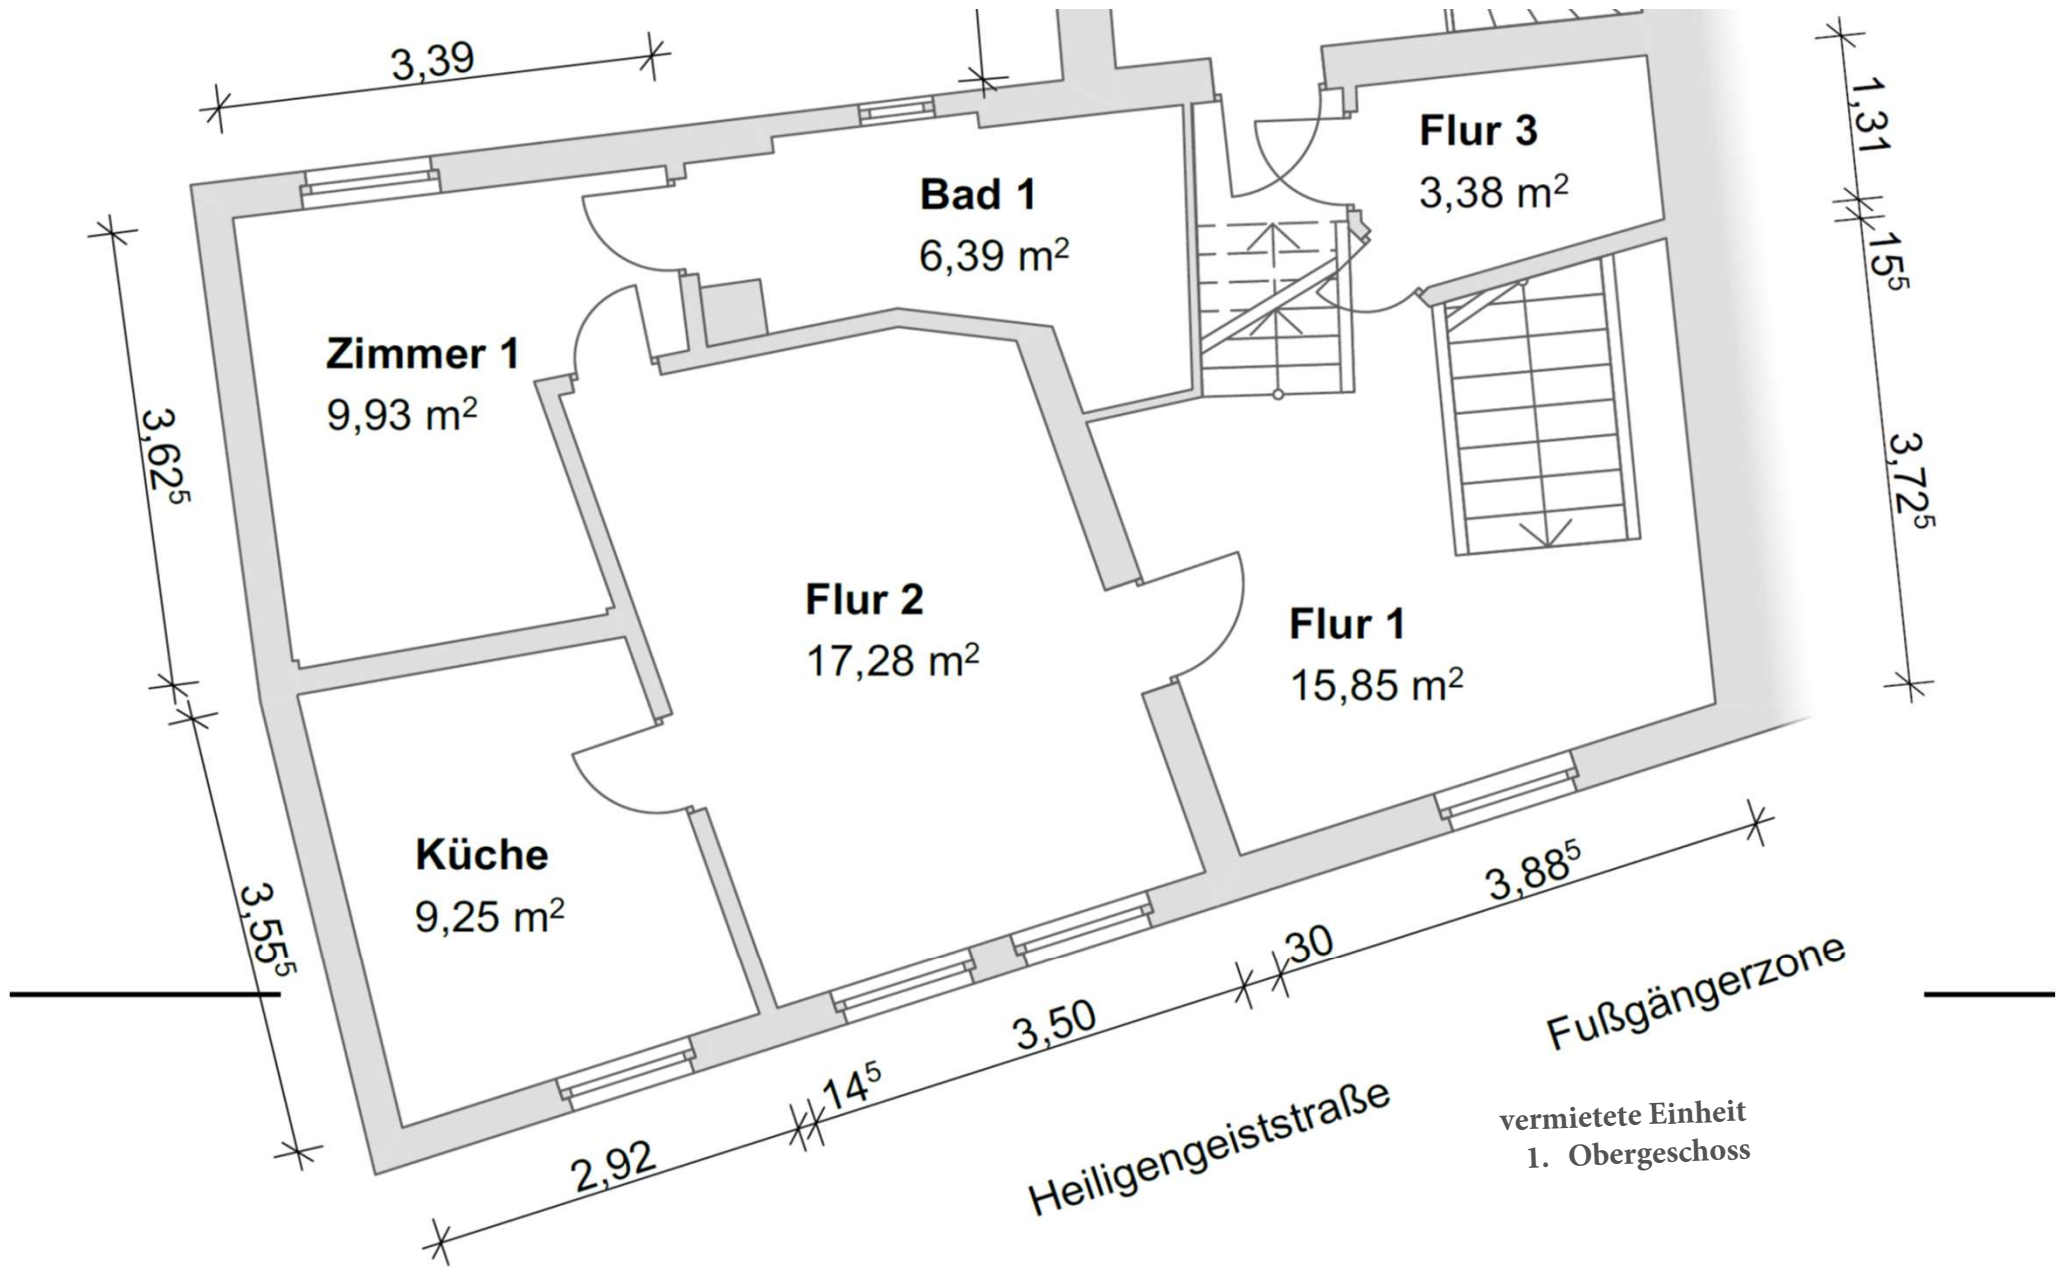 3,39
1,31
Flur 3
3,38 m²
Bad 1
6,39 m²
15⁵
Zimmer 1
9,93 m²
3,62⁵
3,72⁵
Flur 2
17,28 m²
Flur 1
15,85 m²
Küche
9,25 m²
3,55⁵
3,88⁵
30
3,50
14⁵
2,92
Fußgängerzone
Heiligengeiststraße
vermietete Einheit
1. Obergeschoss